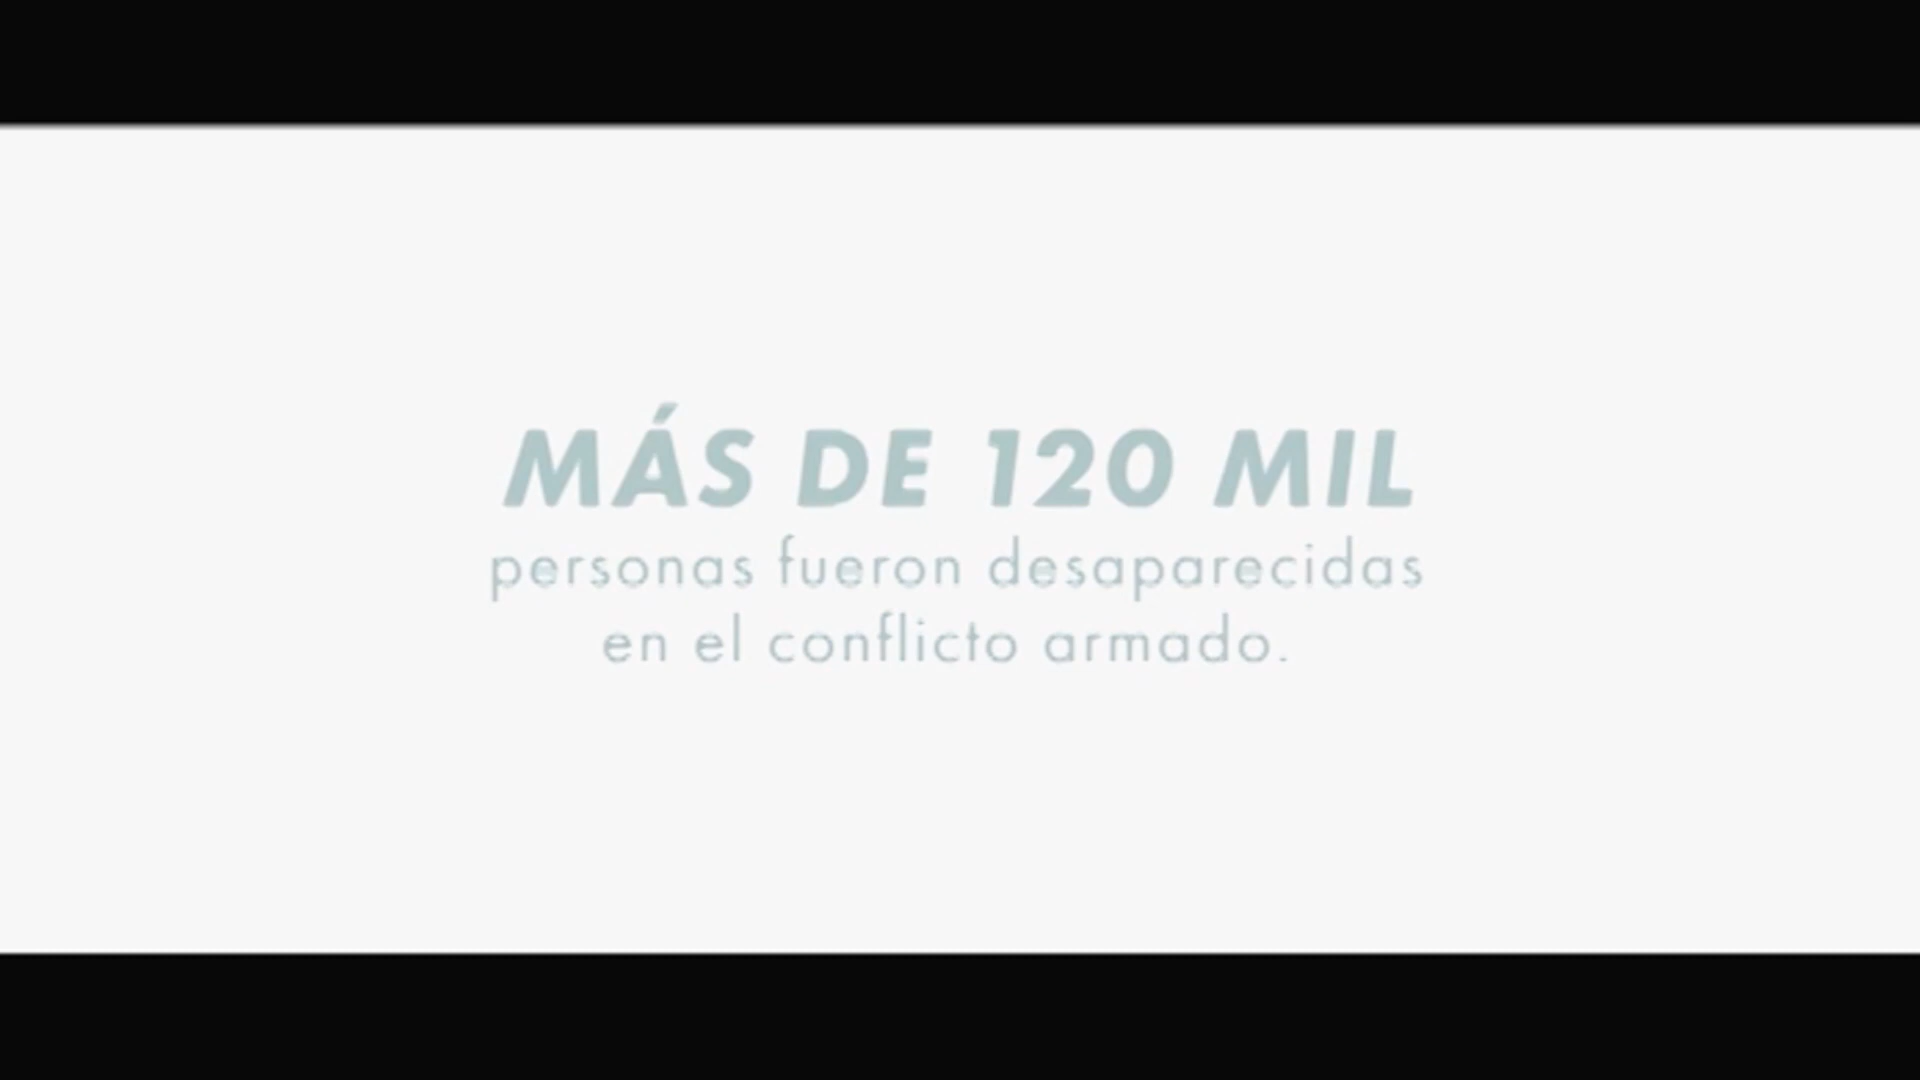 MÁS DE 120 MIL
personas fueron desaparecidas
en el conflicto armado.